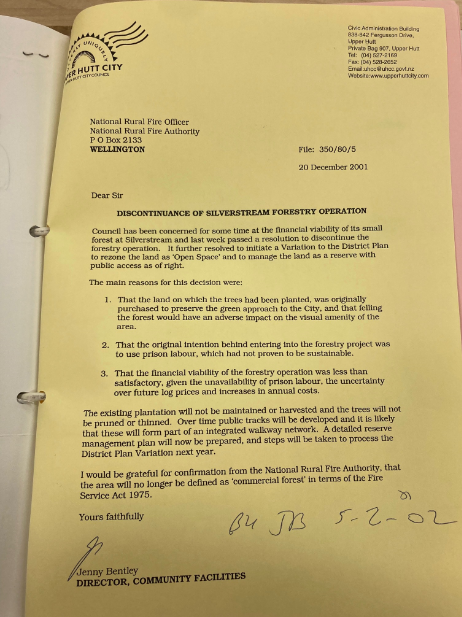 UNIQUELY
UPPER HUTT CITY
UPPER HUTT CITY COUNCIL
Civic Administration Building
838-842 Fergusson Drive,
Upper Hutt
Private Bag 907, Upper Hutt
Tel: (04) 527-2169
Fax: (04) 528-2652
Email:uhcc@uhcc.govt.nz
Website:www.upperhuttcity.com
National Rural Fire Officer
National Rural Fire Authority
P O Box 2133
WELLINGTON
File: 350/80/5
20 December 2001
Dear Sir
DISCONTINUANCE OF SILVERSTREAM FORESTRY OPERATION
Council has been concerned for some time at the financial viability of its small
forest at Silverstream and last week passed a resolution to discontinue the
forestry operation. It further resolved to initiate a Variation to the District Plan
to rezone the land as 'Open Space' and to manage the land as a reserve with
public access as of right.
The main reasons for this decision were:
1. That the land on which the trees had been planted, was originally
purchased to preserve the green approach to the City, and that felling
the forest would have an adverse impact on the visual amenity of the
area.
2. That the original intention behind entering into the forestry project was
to use prison labour, which had not proven to be sustainable.
3. That the financial viability of the forestry operation was less than
satisfactory, given the unavailability of prison labour, the uncertainty
over future log prices and increases in annual costs.
The existing plantation will not be maintained or harvested and the trees will not
be pruned or thinned. Over time public tracks will be developed and it is likely
that these will form part of an integrated walkway network. A detailed reserve
management plan will now be prepared, and steps will be taken to process the
District Plan Variation next year.
I would be grateful for confirmation from the National Rural Fire Authority, that
the area will no longer be defined as 'commercial forest' in terms of the Fire
Service Act 1975.
Yours faithfully
BU JB 5-2-02
Jenny Bentley
DIRECTOR, COMMUNITY FACILITIES